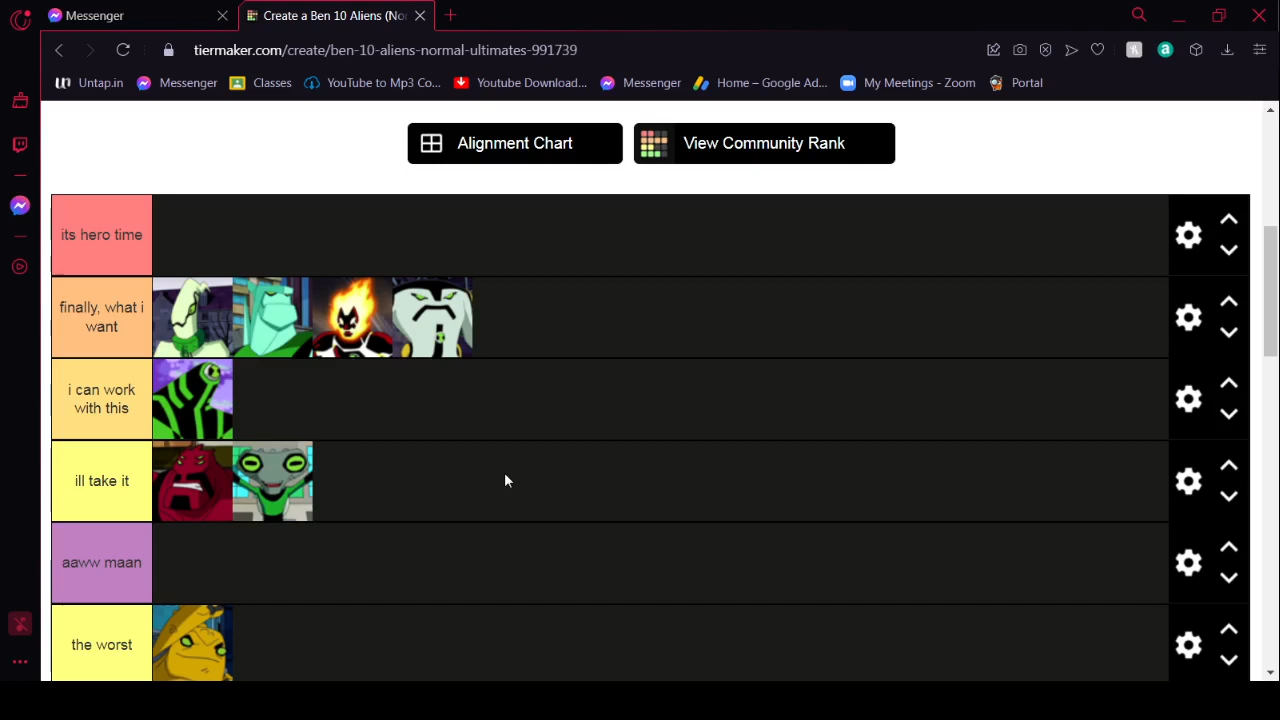 Messenger
Create a Ben 10 Aliens (No
tiermaker.com/create/ben-10-aliens-normal-ultimates-991739
Untap.in
Messenger
Classes
YouTube to Mp3 Co...
Youtube Download...
Messenger
Home – Google Ad...
My Meetings - Zoom
Portal
Alignment Chart
View Community Rank
its hero time
finally, what i
want
i can work
with this
ill take it
aaww maan
the worst